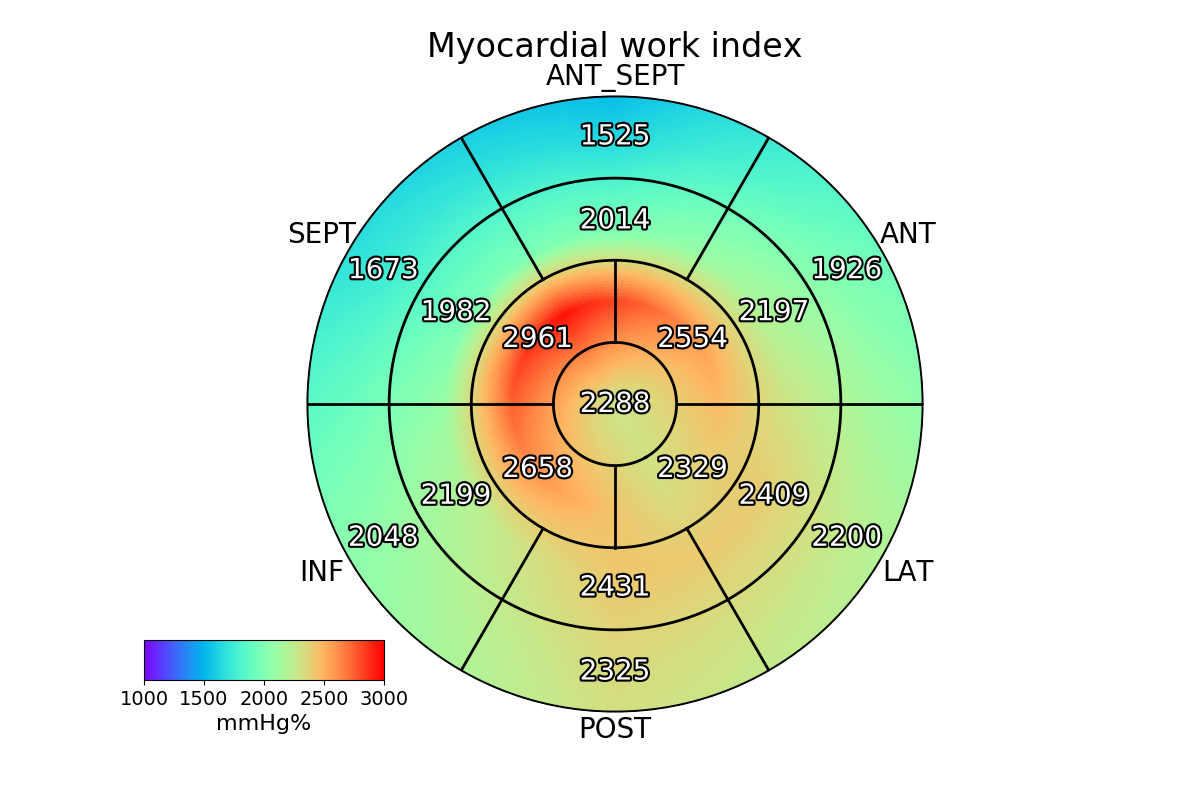 Myocardial work index
ANT_SEPT
1525
2014
SEPT
ANT
1673
1926
1982
2197
2961
2554
2288
2658
2329
2199
2409
2048
2200
INF
LAT
2431
2325
POST
1000 1500 2000 2500 3000
mmHg%